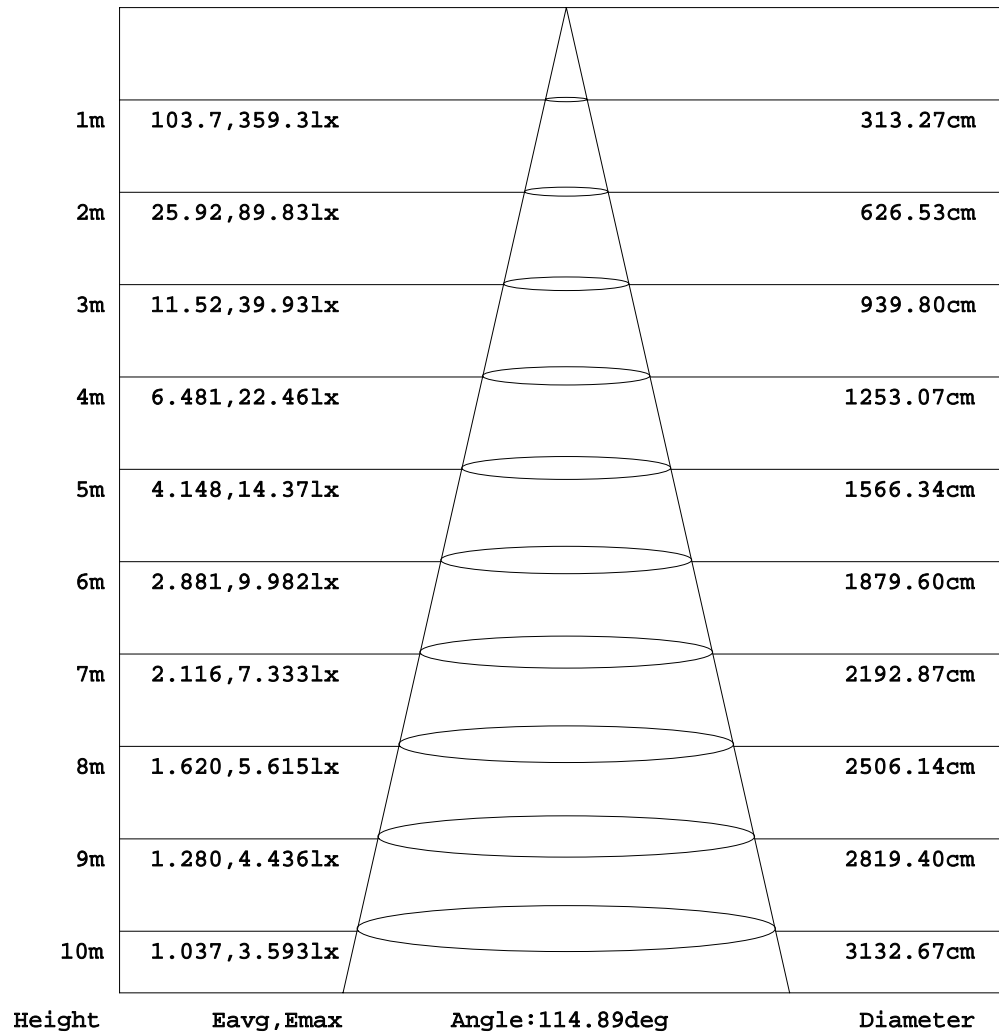 1m 103.7,359.3lx 313.27cm
2m 25.92,89.83lx 626.53cm
3m 11.52,39.93lx 939.80cm
4m 6.481,22.46lx 1253.07cm
5m 4.148,14.37lx 1566.34cm
6m 2.881,9.982lx 1879.60cm
7m 2.116,7.333lx 2192.87cm
8m 1.620,5.615lx 2506.14cm
9m 1.280,4.436lx 2819.40cm
10m 1.037,3.593lx 3132.67cm
Height Eavg,Emax Angle:114.89deg Diameter